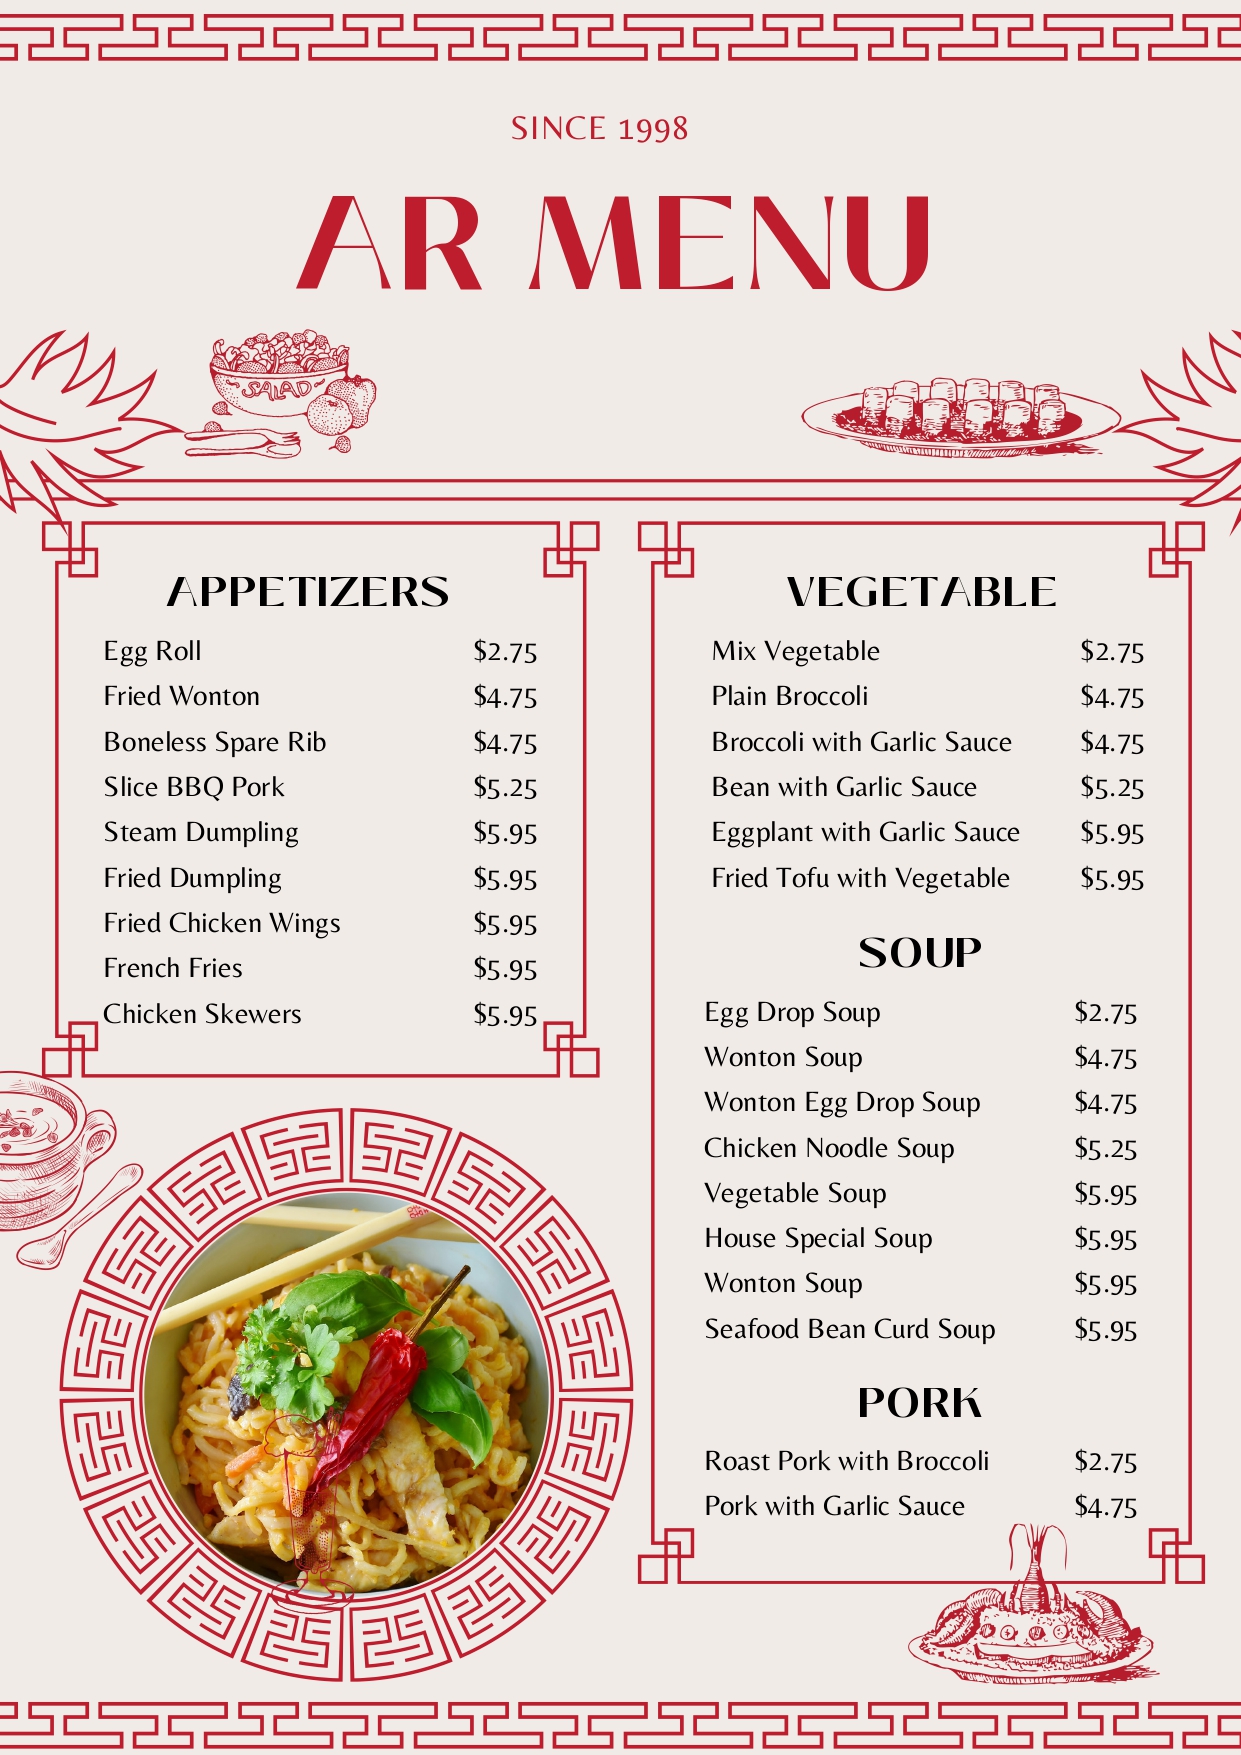 SINCE 1998
AR MENU
SALAD
APPETIZERS
Egg Roll $2.75
Fried Wonton $4.75
Boneless Spare Rib $4.75
Slice BBQ Pork $5.25
Steam Dumpling $5.95
Fried Dumpling $5.95
Fried Chicken Wings $5.95
French Fries $5.95
Chicken Skewers $5.95
VEGETABLE
Mix Vegetable $2.75
Plain Broccoli $4.75
Broccoli with Garlic Sauce $4.75
Bean with Garlic Sauce $5.25
Eggplant with Garlic Sauce $5.95
Fried Tofu with Vegetable $5.95
SOUP
Egg Drop Soup $2.75
Wonton Soup $4.75
Wonton Egg Drop Soup $4.75
Chicken Noodle Soup $5.25
Vegetable Soup $5.95
House Special Soup $5.95
Wonton Soup $5.95
Seafood Bean Curd Soup $5.95
PORK
Roast Pork with Broccoli $2.75
Pork with Garlic Sauce $4.75